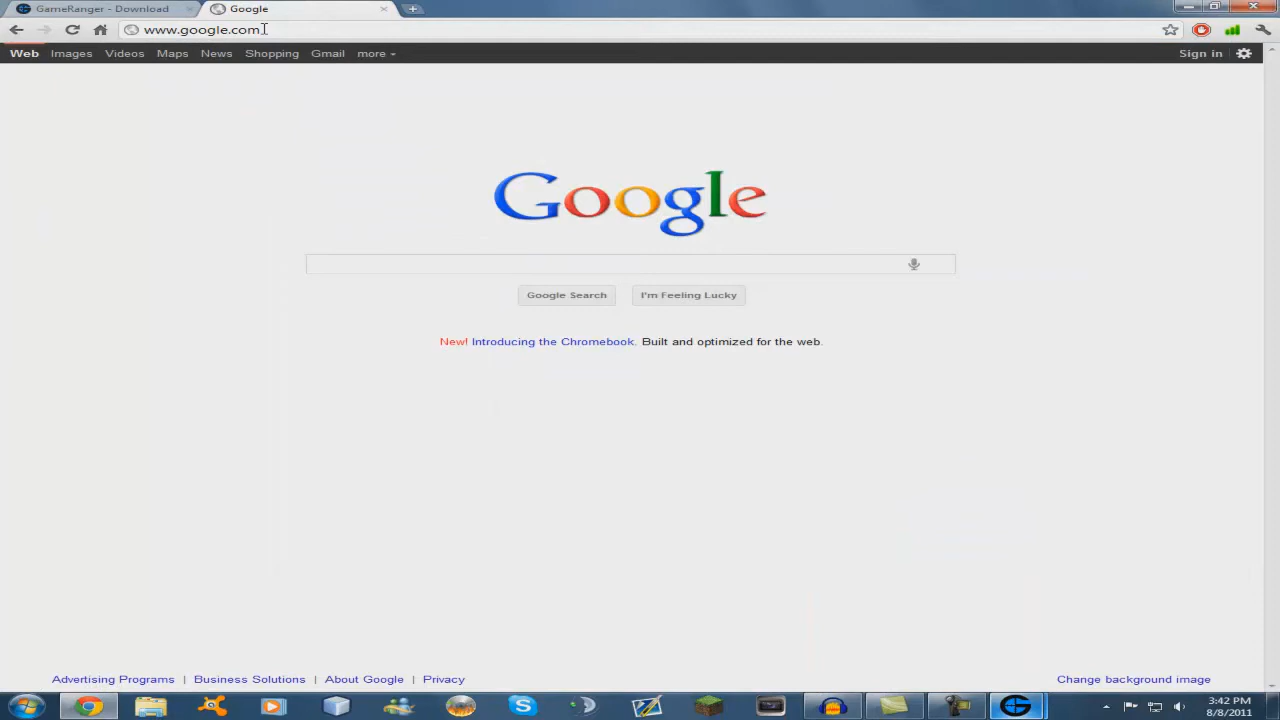 GameRanger - Download
Google
www.google.com
Web Images Videos Maps News Shopping Gmail more
Sign in
Google
Google Search
I'm Feeling Lucky
New! Introducing the Chromebook. Built and optimized for the web.
Advertising Programs | Business Solutions | About Google | Privacy
Change background image
3:42 PM
8/8/2011